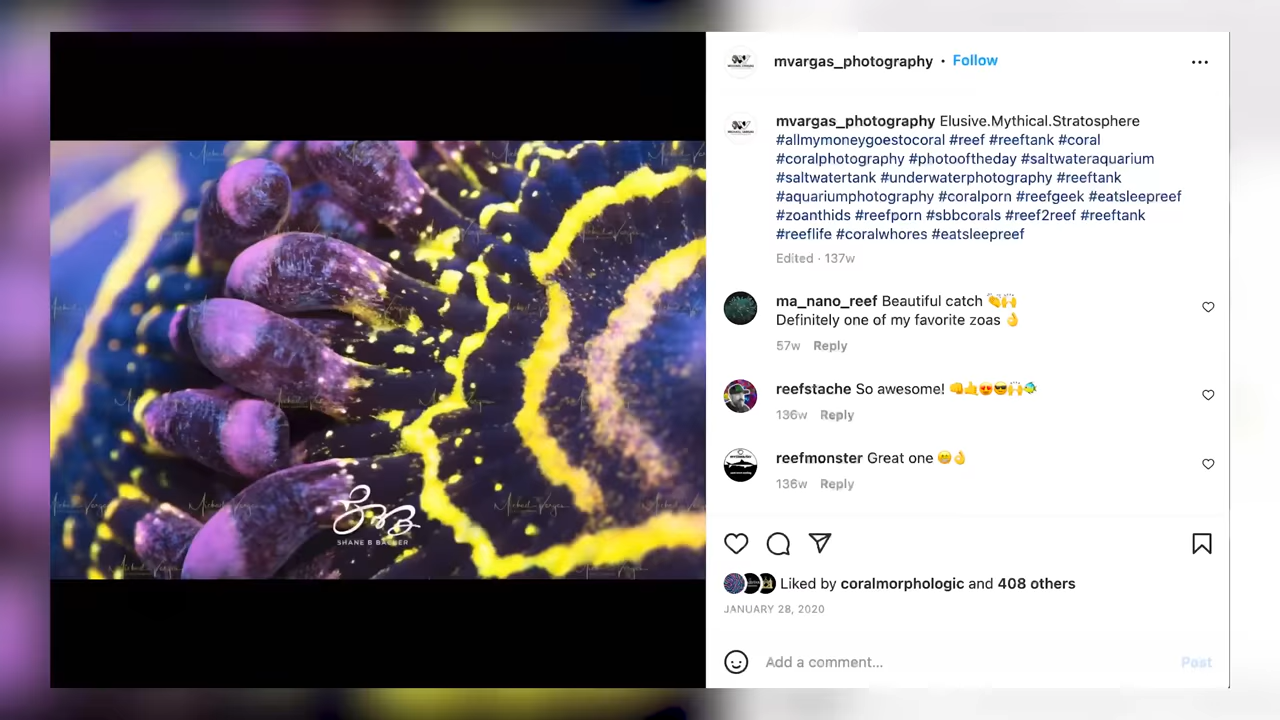 mvargas_photography • Follow
mvargas_photography Elusive.Mythical.Stratosphere
#allmymoneygoestocoral #reef #reeftank #coral
#coralphotography #photooftheday #saltwateraquarium
#saltwatertank #underwaterphotography #reeftank
#aquariumphotography #coralporn #reefgeek #eatsleepreef
#zoanthids #reefporn #sbbcorals #reef2reef #reeftank
#reeflife #coralwhores #eatsleepreef
Edited · 137w
ma_nano_reef Beautiful catch 👏🙌
Definitely one of my favorite zoas 👌
57w Reply
reefstache So awesome! 👊🤙😍😎🙌🐠
136w Reply
reefmonster Great one 😁👌
136w Reply
Liked by coralmorphologic and 408 others
JANUARY 28, 2020
Add a comment...
Post
Michael Vargas
SHANE B BACHER